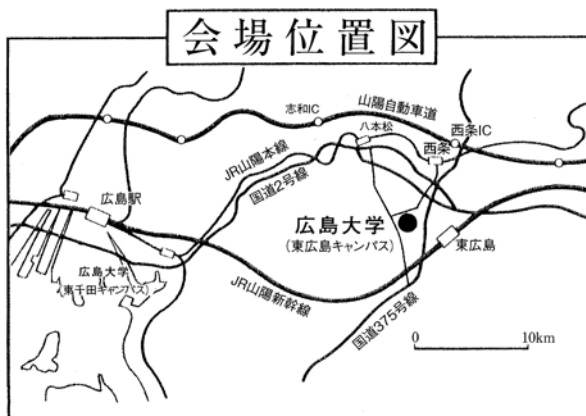 会場位置図
志和IC
山陽自動車道
八本松
西条IC
西条
JR山陽本線
国道2号線
広島駅
広島大学
(東広島キャンパス)
東広島
広島大学
(東千田キャンパス)
JR山陽新幹線
国道375号線
0 10km